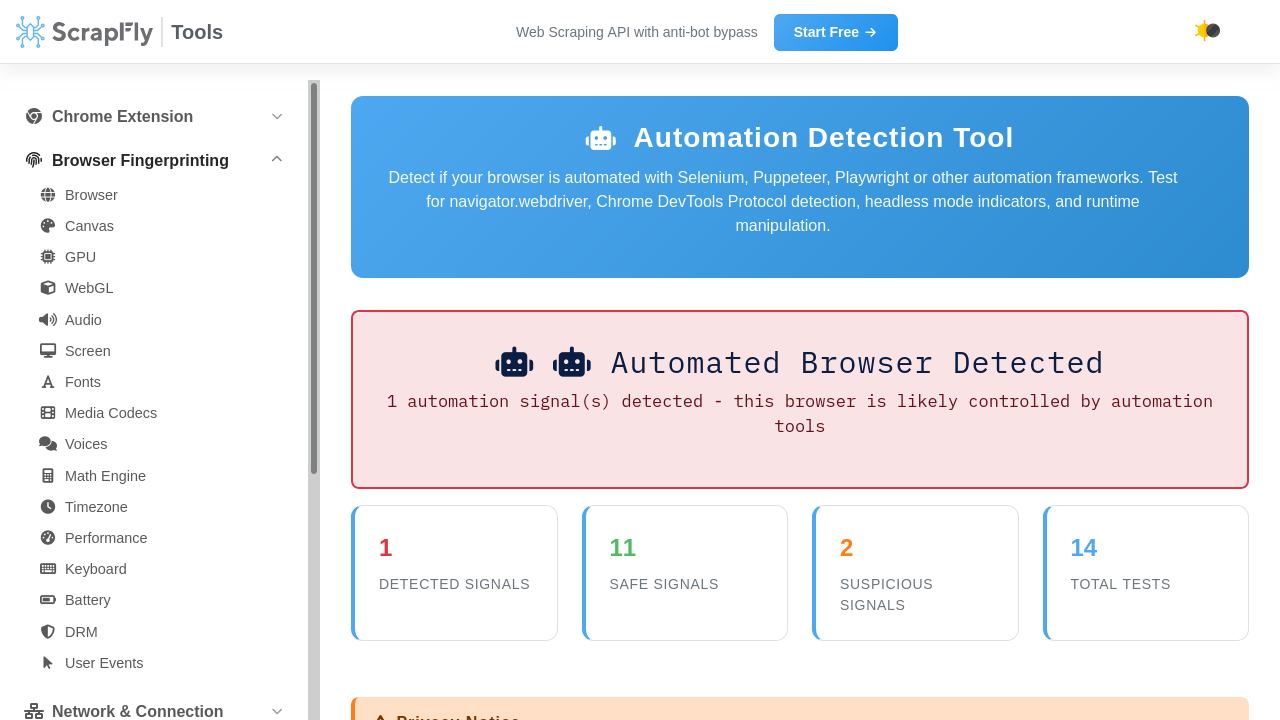 ScrapFly Tools
Web Scraping API with anti-bot bypass
Start Free →
Chrome Extension
Browser Fingerprinting
Browser
Canvas
GPU
WebGL
Audio
Screen
Fonts
Media Codecs
Voices
Math Engine
Timezone
Performance
Keyboard
Battery
DRM
User Events
Network & Connection
Automation Detection Tool
Detect if your browser is automated with Selenium, Puppeteer, Playwright or other automation frameworks. Test
for navigator.webdriver, Chrome DevTools Protocol detection, headless mode indicators, and runtime
manipulation.
Automated Browser Detected
1 automation signal(s) detected - this browser is likely controlled by automation
tools
1
DETECTED SIGNALS
11
SAFE SIGNALS
2
SUSPICIOUS
SIGNALS
14
TOTAL TESTS
Privacy Notice